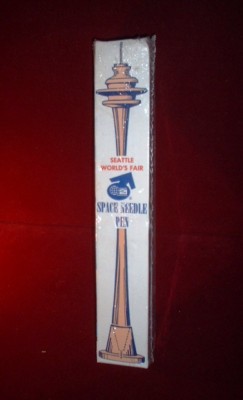 SEATTLE
WORLD'S FAIR
SPACE NEEDLE
PEN